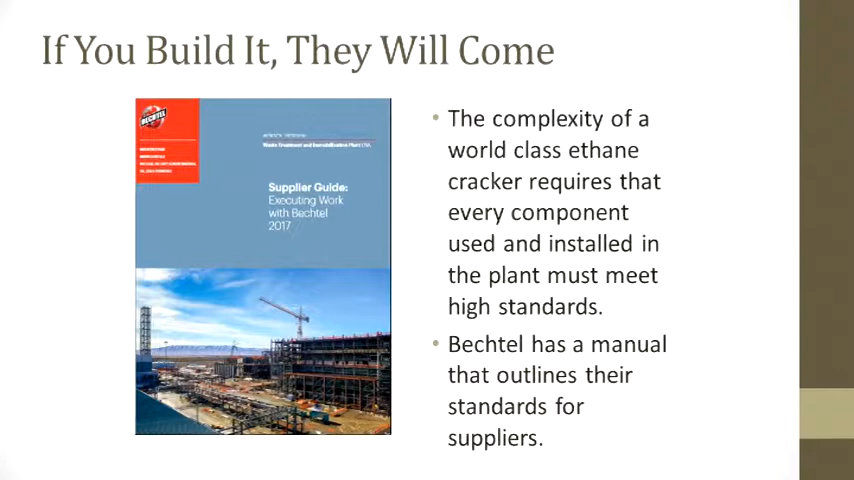 If You Build It, They Will Come
BECHTEL
Waste Treatment and Immobilization Plant
Supplier Guide:
Executing Work
with Bechtel
2017
• The complexity of a
world class ethane
cracker requires that
every component
used and installed in
the plant must meet
high standards.
• Bechtel has a manual
that outlines their
standards for
suppliers.